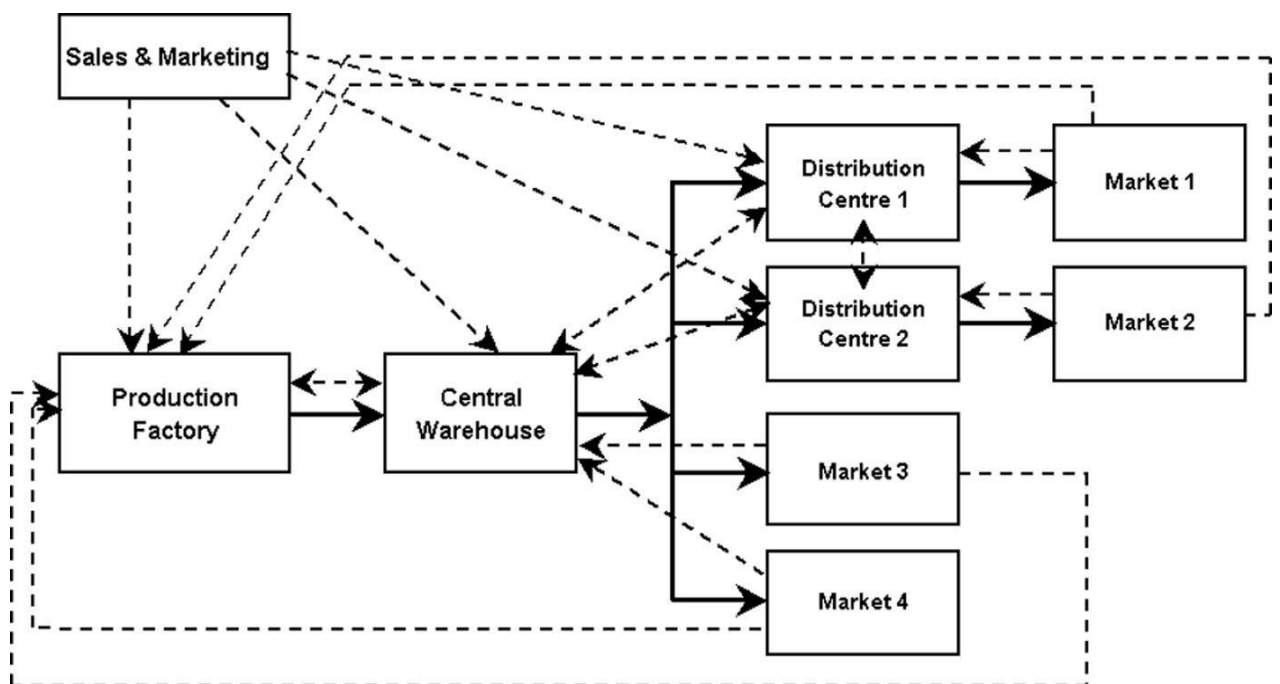 Sales & Marketing
Distribution
Centre 1
Market 1
Distribution
Centre 2
Market 2
Production
Factory
Central
Warehouse
Market 3
Market 4